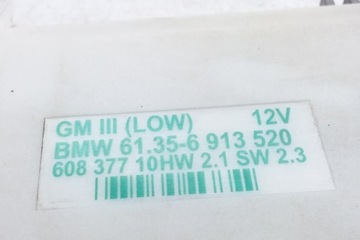 GM III (LOW) 12V
BMW 61.35-6 913 520
608 377 10HW 2.1 SW 2.3